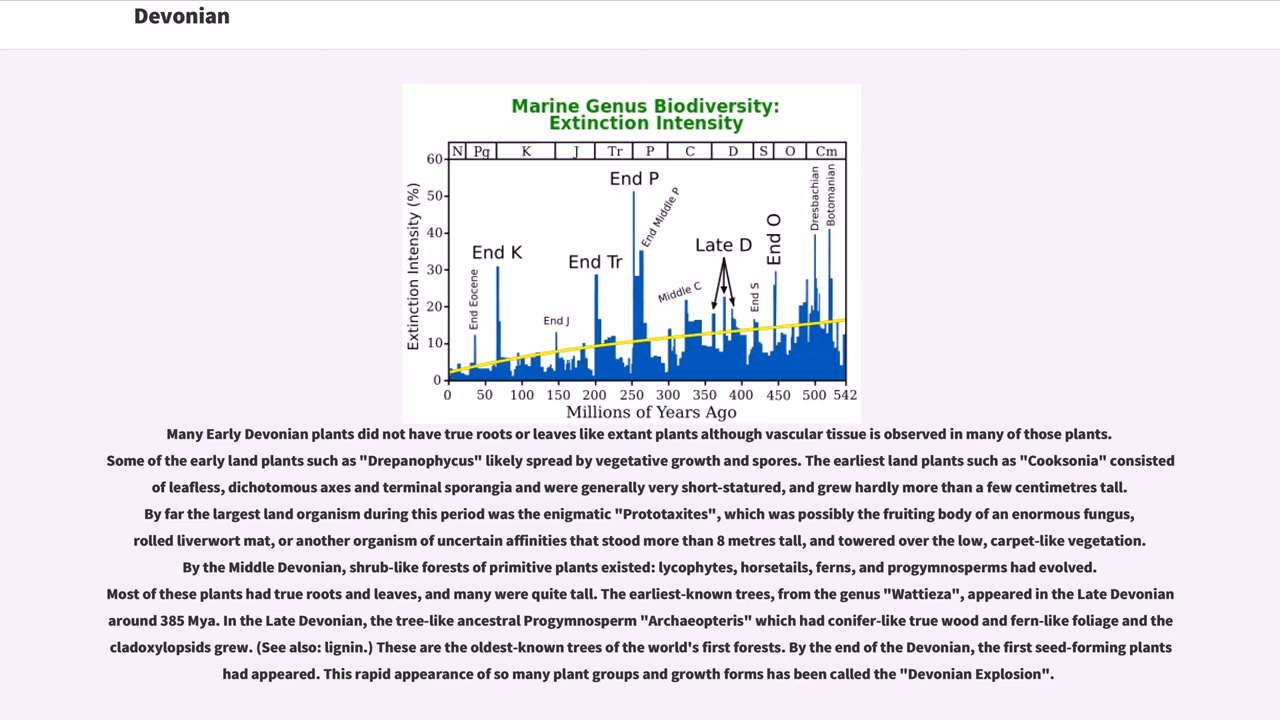 Devonian
Marine Genus Biodiversity:
Extinction Intensity
N Pg K J Tr P C D S O Cm
Extinction Intensity (%)
60
50
40
30
20
10
0
End Eocene
End K
End J
End Tr
End P
End Middle P
Middle C
Late D
End S
End O
Dresbachian
Botomanian
0 50 100 150 200 250 300 350 400 450 500 542
Millions of Years Ago
Many Early Devonian plants did not have true roots or leaves like extant plants although vascular tissue is observed in many of those plants.
Some of the early land plants such as "Drepanophycus" likely spread by vegetative growth and spores. The earliest land plants such as "Cooksonia" consisted
of leafless, dichotomous axes and terminal sporangia and were generally very short-statured, and grew hardly more than a few centimetres tall.
By far the largest land organism during this period was the enigmatic "Prototaxites", which was possibly the fruiting body of an enormous fungus,
rolled liverwort mat, or another organism of uncertain affinities that stood more than 8 metres tall, and towered over the low, carpet-like vegetation.
By the Middle Devonian, shrub-like forests of primitive plants existed: lycophytes, horsetails, ferns, and progymnosperms had evolved.
Most of these plants had true roots and leaves, and many were quite tall. The earliest-known trees, from the genus "Wattieza", appeared in the Late Devonian
around 385 Mya. In the Late Devonian, the tree-like ancestral Progymnosperm "Archaeopteris" which had conifer-like true wood and fern-like foliage and the
cladoxylopsids grew. (See also: lignin.) These are the oldest-known trees of the world's first forests. By the end of the Devonian, the first seed-forming plants
had appeared. This rapid appearance of so many plant groups and growth forms has been called the "Devonian Explosion".